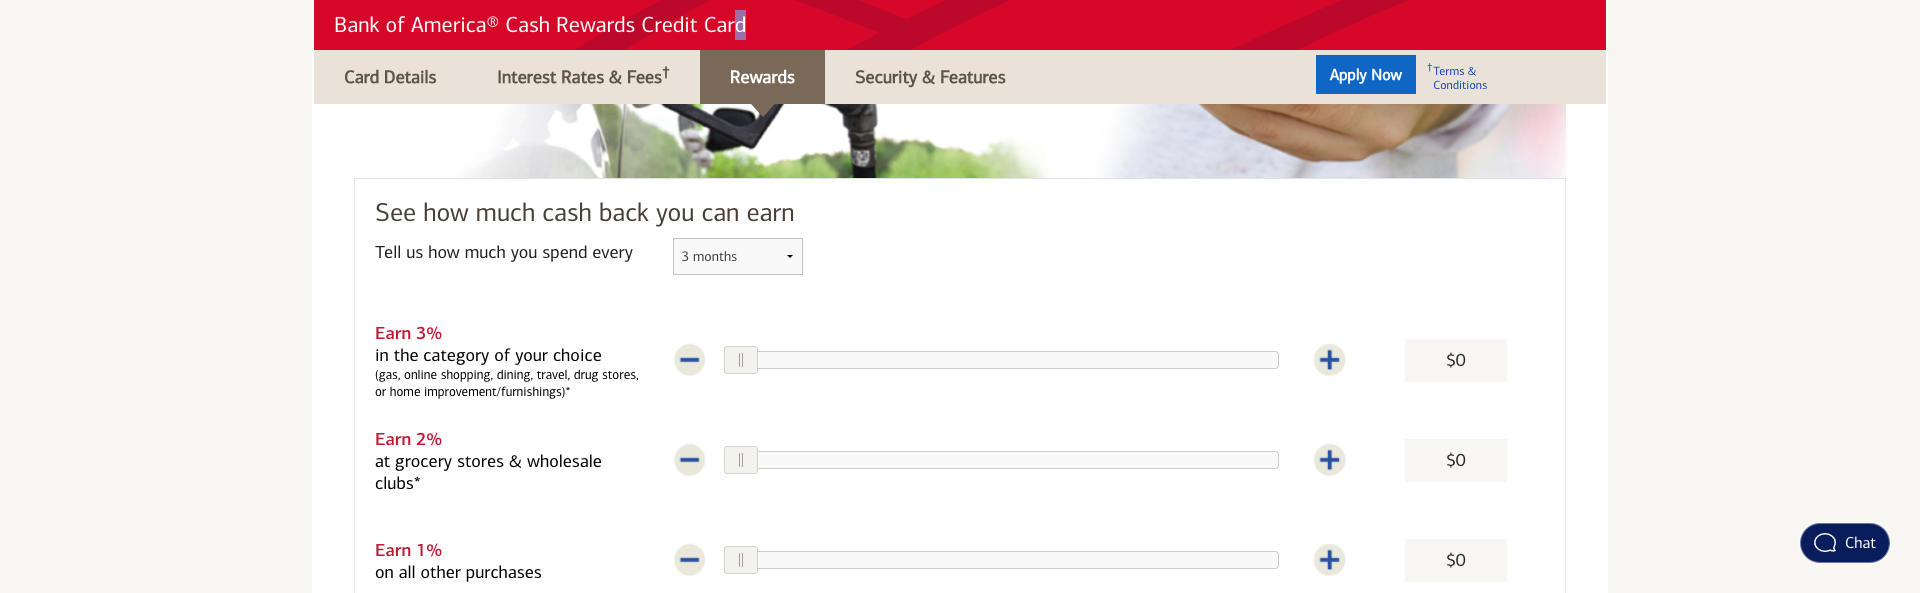 Bank of America® Cash Rewards Credit Card
Card Details
Interest Rates & Fees†
Rewards
Security & Features
Apply Now
†Terms &
Conditions
See how much cash back you can earn
Tell us how much you spend every
3 months
Earn 3%
in the category of your choice
(gas, online shopping, dining, travel, drug stores,
or home improvement/furnishings)*
$0
Earn 2%
at grocery stores & wholesale
clubs*
$0
Earn 1%
on all other purchases
$0
Chat